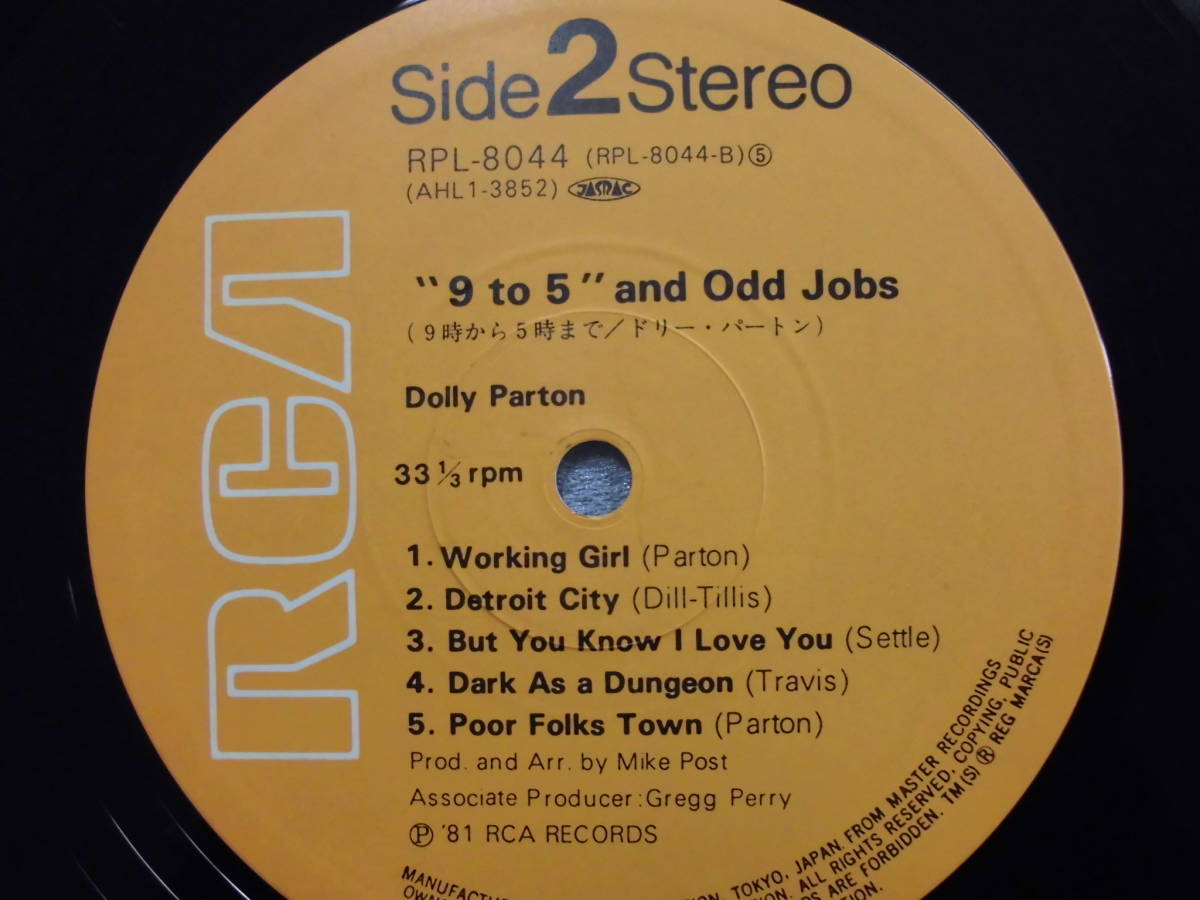 Side 2 Stereo
RPL-8044 (RPL-8044-B)⑤
(AHL1-3852) JASRAC
RCA
"9 to 5" and Odd Jobs
(9時から5時まで/ドリー・パートン)
Dolly Parton
33 1/3 rpm
1. Working Girl (Parton)
2. Detroit City (Dill-Tillis)
3. But You Know I Love You (Settle)
4. Dark As a Dungeon (Travis)
5. Poor Folks Town (Parton)
Prod. and Arr. by Mike Post
Associate Producer:Gregg Perry
Ⓟ '81 RCA RECORDS
TOKYO, JAPAN. FROM MASTER RECORDINGS
ALL RIGHTS RESERVED. COPYING, PUBLIC
ARE FORBIDDEN. TM(S) ® REG MARCA(S)